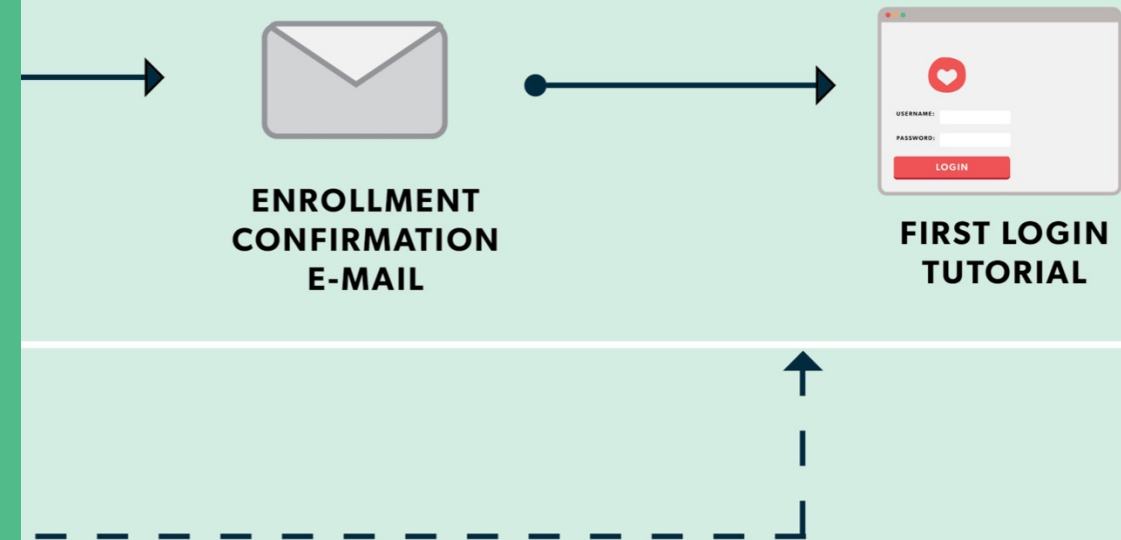 ENROLLMENT
CONFIRMATION
E-MAIL
USERNAME:
PASSWORD:
LOGIN
FIRST LOGIN
TUTORIAL